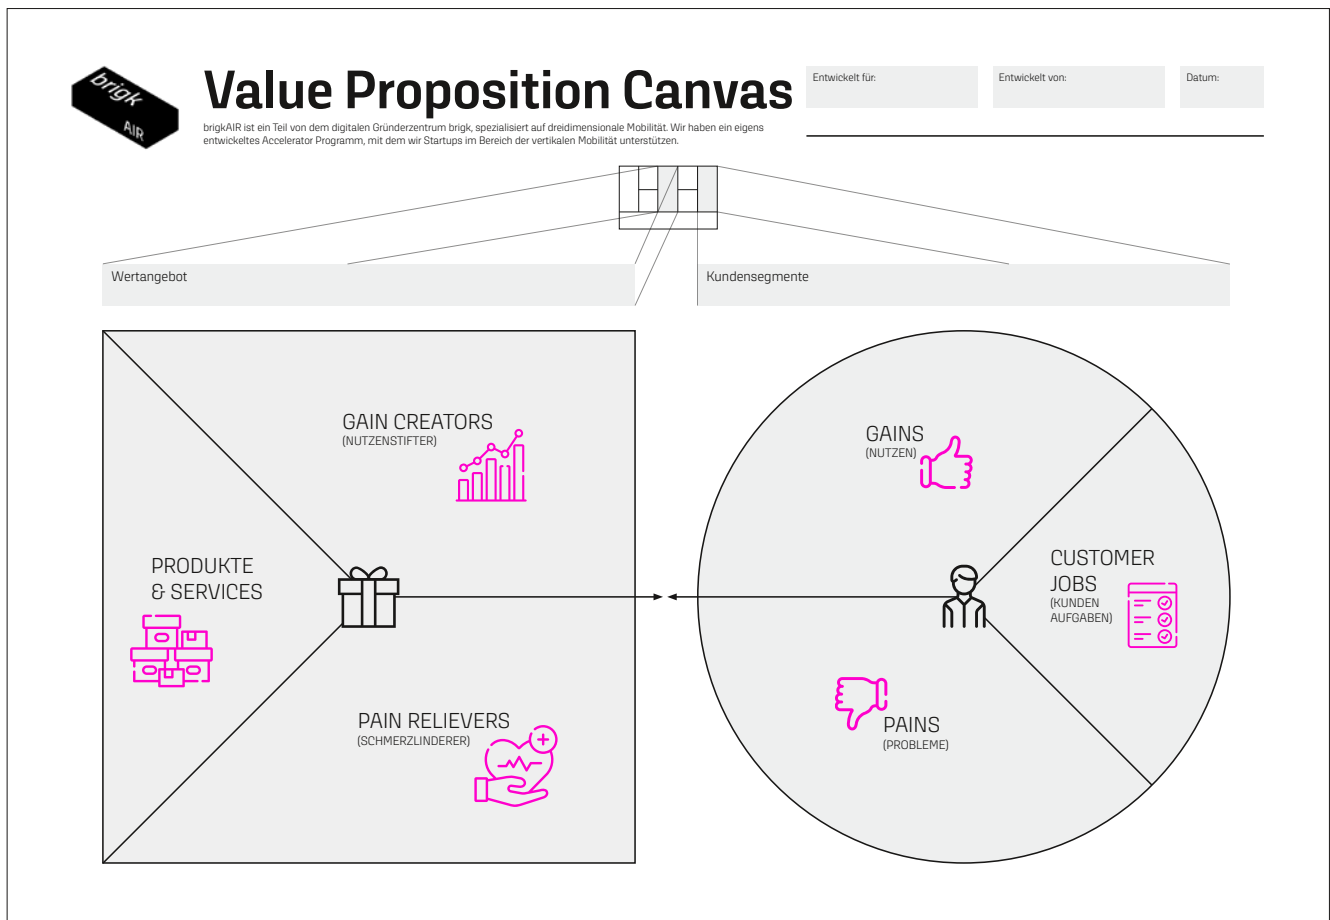 brigk
AIR
Value Proposition Canvas
brigkAIR ist ein Teil von dem digitalen Gründerzentrum brigk, spezialisiert auf dreidimensionale Mobilität. Wir haben ein eigens
entwickeltes Accelerator Programm, mit dem wir Startups im Bereich der vertikalen Mobilität unterstützen.
Entwickelt für:
Entwickelt von:
Datum:
Wertangebot
Kundensegmente
GAIN CREATORS
(NUTZENSTIFTER)
PRODUKTE
& SERVICES
PAIN RELIEVERS
(SCHMERZLINDERER)
GAINS
(NUTZEN)
CUSTOMER
JOBS
(KUNDEN
AUFGABEN)
PAINS
(PROBLEME)